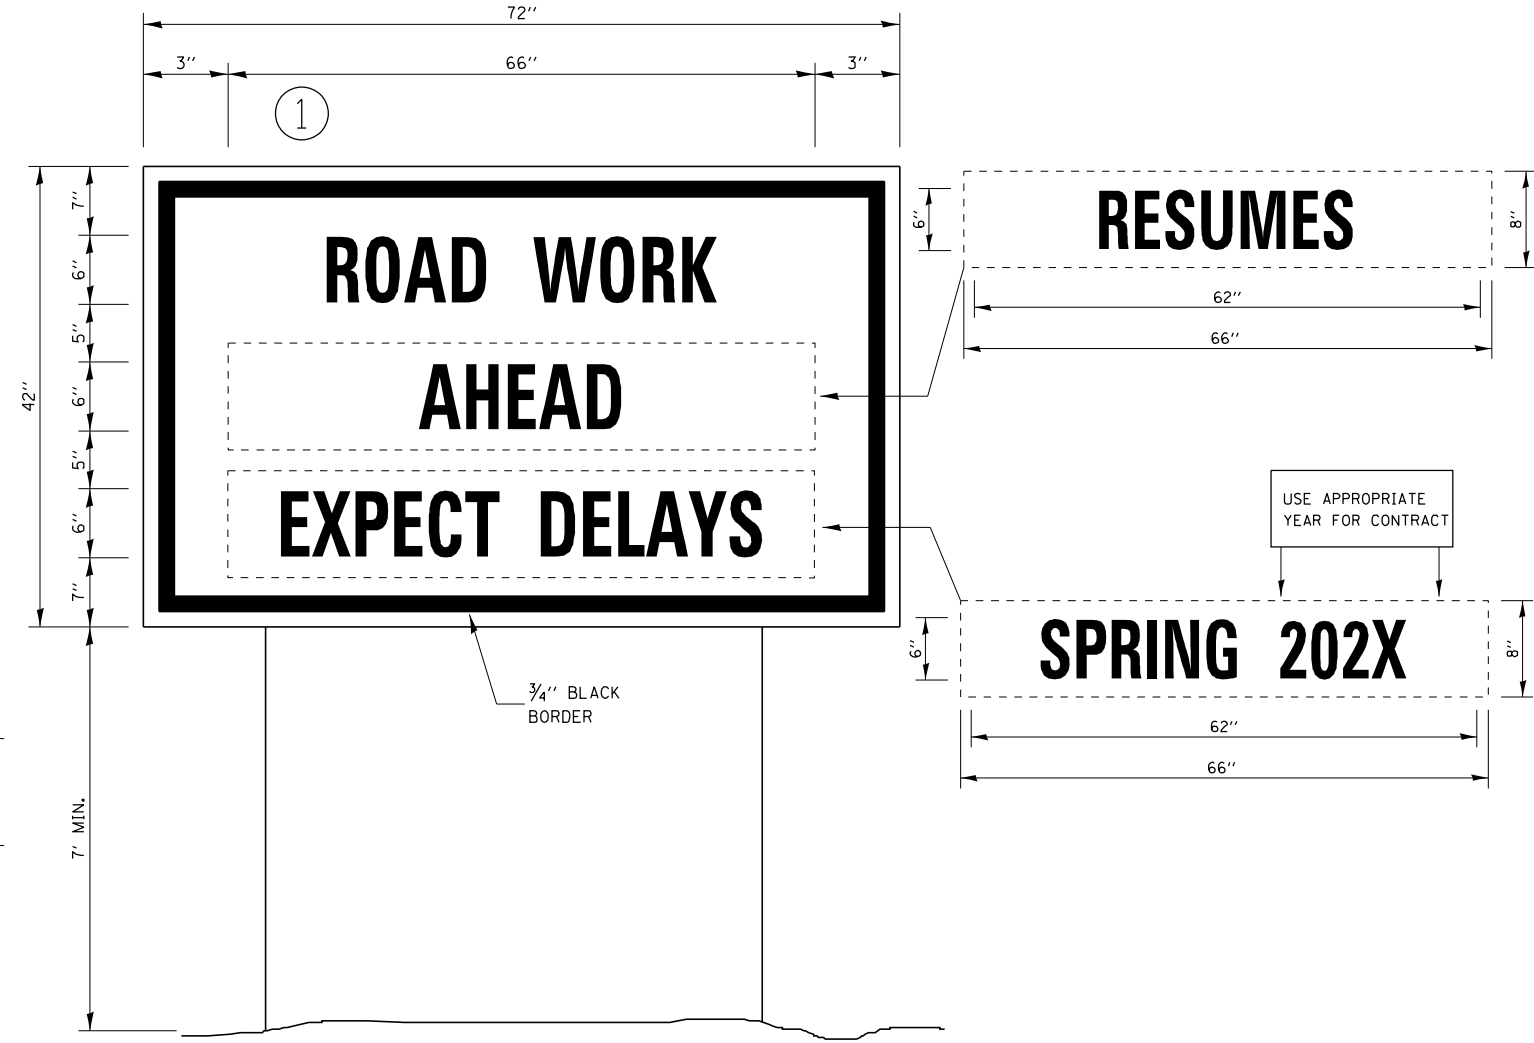 72''
3''
66''
3''
1
7''
6''
5''
6''
5''
6''
7''
42''
7' MIN.
ROAD WORK
AHEAD
EXPECT DELAYS
3/4'' BLACK
BORDER
6''
RESUMES
8''
62''
66''
USE APPROPRIATE
YEAR FOR CONTRACT
6''
SPRING 202X
8''
62''
66''